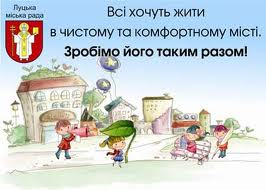 Луцька
міська рада
Всі хочуть жити
в чистому та комфортному місті.
Зробімо його таким разом!